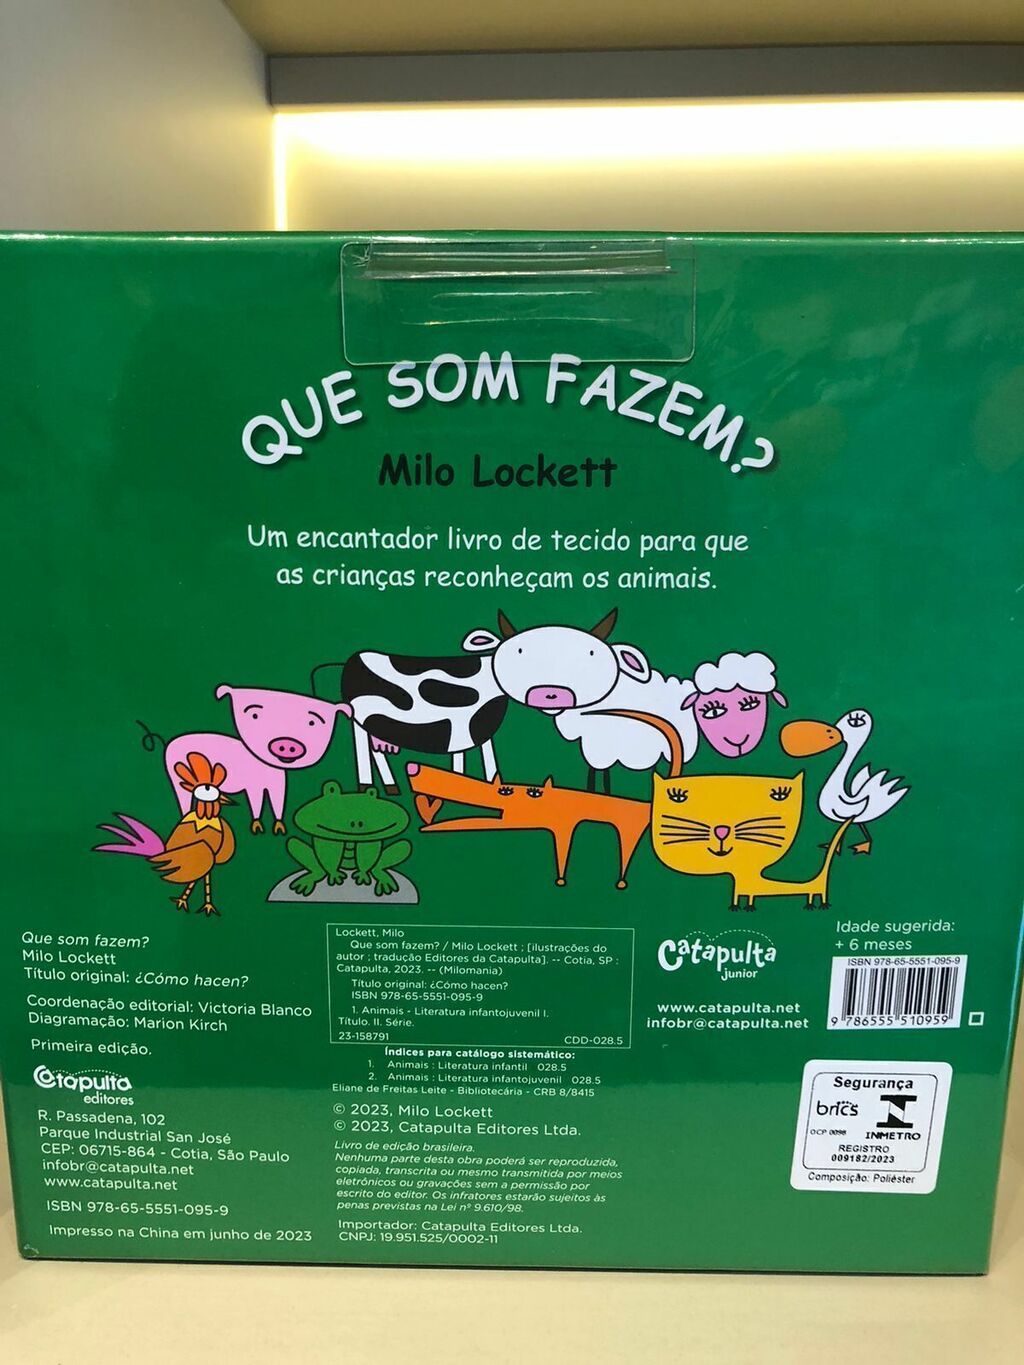 QUE SOM FAZEM?
Milo Lockett
Um encantador livro de tecido para que
as crianças reconheçam os animais.
Que som fazem?
Milo Lockett
Título original: ¿Cómo hacen?
Coordenação editorial: Victoria Blanco
Diagramação: Marion Kirch
Primeira edição.
Catapulta
editores
R. Passadena, 102
Parque Industrial San José
CEP: 06715-864 - Cotia, São Paulo
infobr@catapulta.net
www.catapulta.net
ISBN 978-65-5551-095-9
Impresso na China em junho de 2023
Lockett, Milo
Que som fazem? / Milo Lockett ; [ilustrações do
autor ; tradução Editores da Catapulta]. -- Cotia, SP :
Catapulta, 2023. -- (Milomania)
Título original: ¿Cómo hacen?
ISBN 978-65-5551-095-9
1. Animais - Literatura infantojuvenil I.
Título. II. Série.
23-158791 CDD-028.5
Índices para catálogo sistemático:
1. Animais : Literatura infantil 028.5
2. Animais : Literatura infantojuvenil 028.5
Eliane de Freitas Leite - Bibliotecária - CRB 8/8415
© 2023, Milo Lockett
© 2023, Catapulta Editores Ltda.
Livro de edição brasileira.
Nenhuma parte desta obra poderá ser reproduzida,
copiada, transcrita ou mesmo transmitida por meios
eletrônicos ou gravações sem a permissão por
escrito do editor. Os infratores estarão sujeitos às
penas previstas na Lei nº 9.610/98.
Importador: Catapulta Editores Ltda.
CNPJ: 19.951.525/0002-11
Catapulta
junior
www.catapulta.net
infobr@catapulta.net
Idade sugerida:
+ 6 meses
ISBN 978-65-5551-095-9
9 786555 510959
Segurança
brics
OCP 0098
INMETRO
REGISTRO
009182/2023
Composição: Poliéster